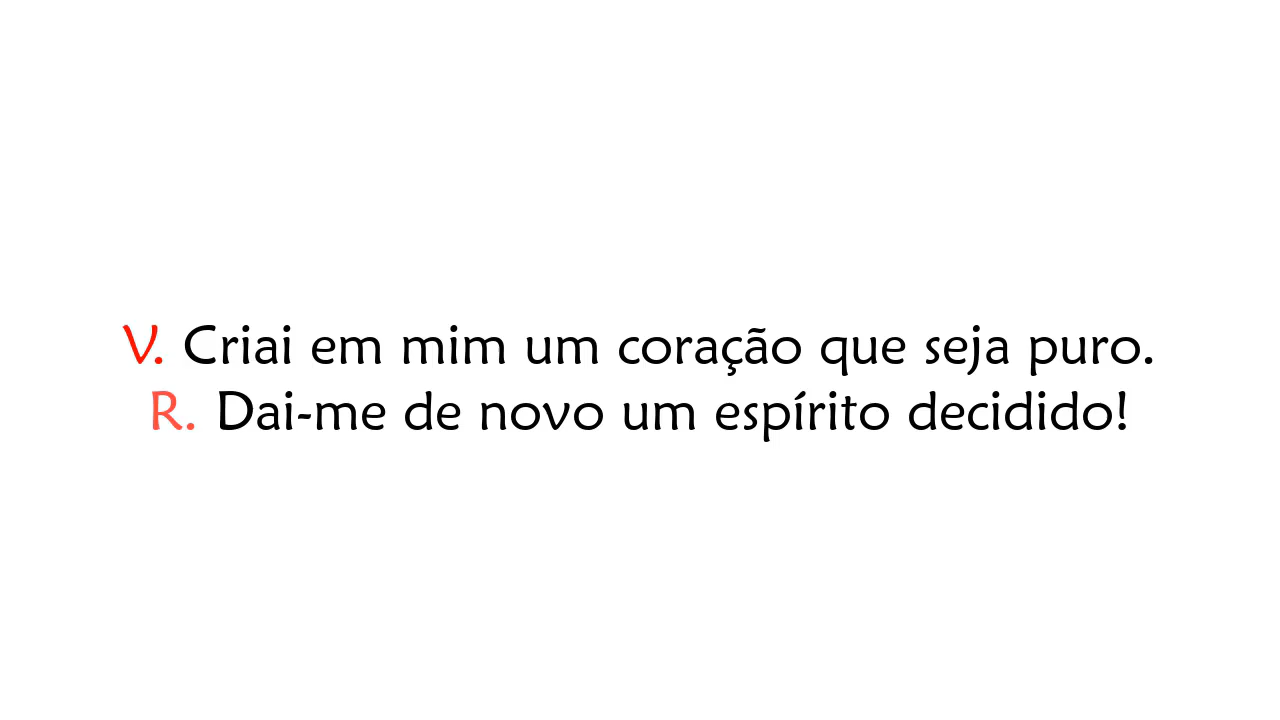 V. Criai em mim um coração que seja puro.
R. Dai-me de novo um espírito decidido!